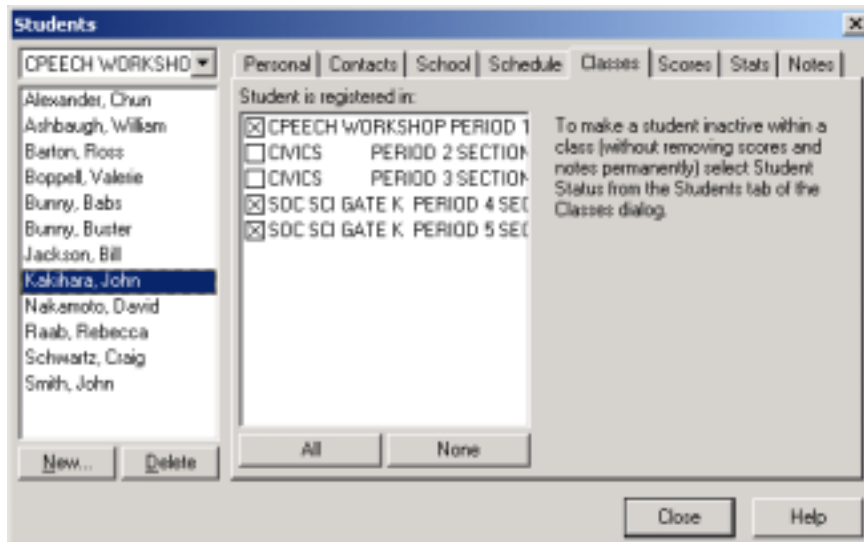 Students
CPEECH WORKSHO
Personal
Contacts
School
Schedule
Classes
Scores
Stats
Notes
Alexander, Chun
Ashbaugh, William
Barton, Ross
Boppell, Valerie
Bunny, Babs
Bunny, Buster
Jackson, Bill
Kakihara, John
Nakamoto, David
Raab, Rebecca
Schwartz, Craig
Smith, John
New...
Delete
Student is registered in:
CPEECH WORKSHOP PERIOD 1
CIVICS PERIOD 2 SECTION
CIVICS PERIOD 3 SECTION
SOC SCI GATE K PERIOD 4 SEC
SOC SCI GATE K PERIOD 5 SEC
All
None
To make a student inactive within a
class (without removing scores and
notes permanently) select Student
Status from the Students tab of the
Classes dialog.
Close
Help